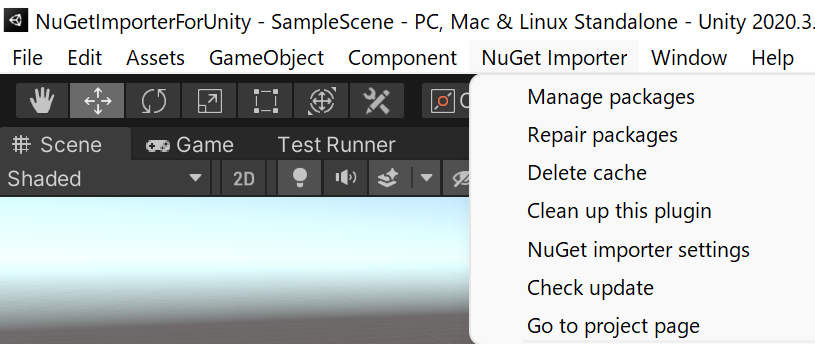 NuGetImporterForUnity - SampleScene - PC, Mac & Linux Standalone - Unity 2020.3.
File Edit Assets GameObject Component NuGet Importer Window Help
Manage packages
Repair packages
Delete cache
Clean up this plugin
NuGet importer settings
Check update
Go to project page
Scene Game Test Runner
Shaded 2D